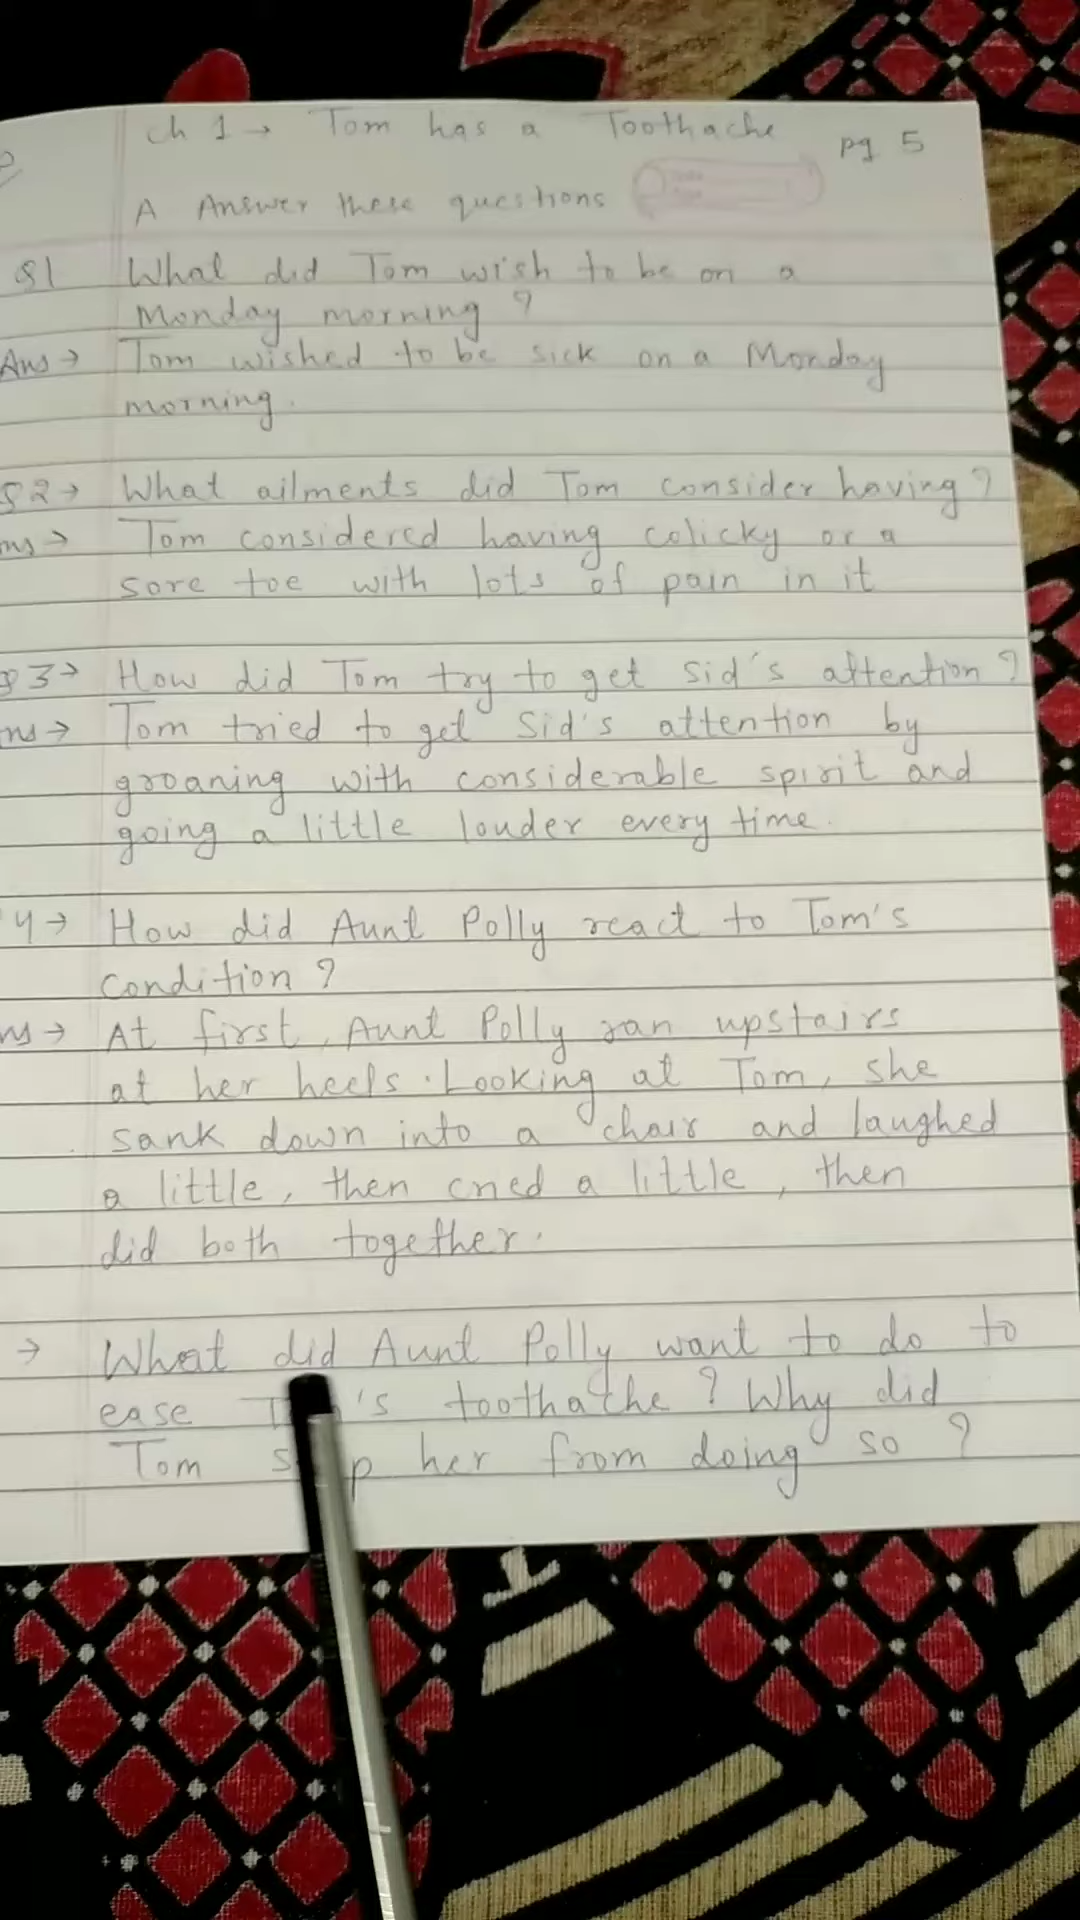 ch 1 → Tom has a Toothache pg 5
A Answer these questions
Q1 What did Tom wish to be on a
Monday morning ?
Ans → Tom wished to be sick on a Monday
morning.
Q2 → What ailments did Tom consider having ?
ns → Tom considered having colicky or a
sore toe with lots of pain in it
Q3 → How did Tom try to get Sid's attention ?
ns → Tom tried to get Sid's attention by
groaning with considerable spirit and
going a little louder every time.
4 → How did Aunt Polly react to Tom's
condition ?
ns → At first, Aunt Polly ran upstairs
at her heels. Looking at Tom, she
sank down into a chair and laughed
a little, then cried a little, then
did both together.
→ What did Aunt Polly want to do to
ease 's toothache ? Why did
Tom her from doing so ?